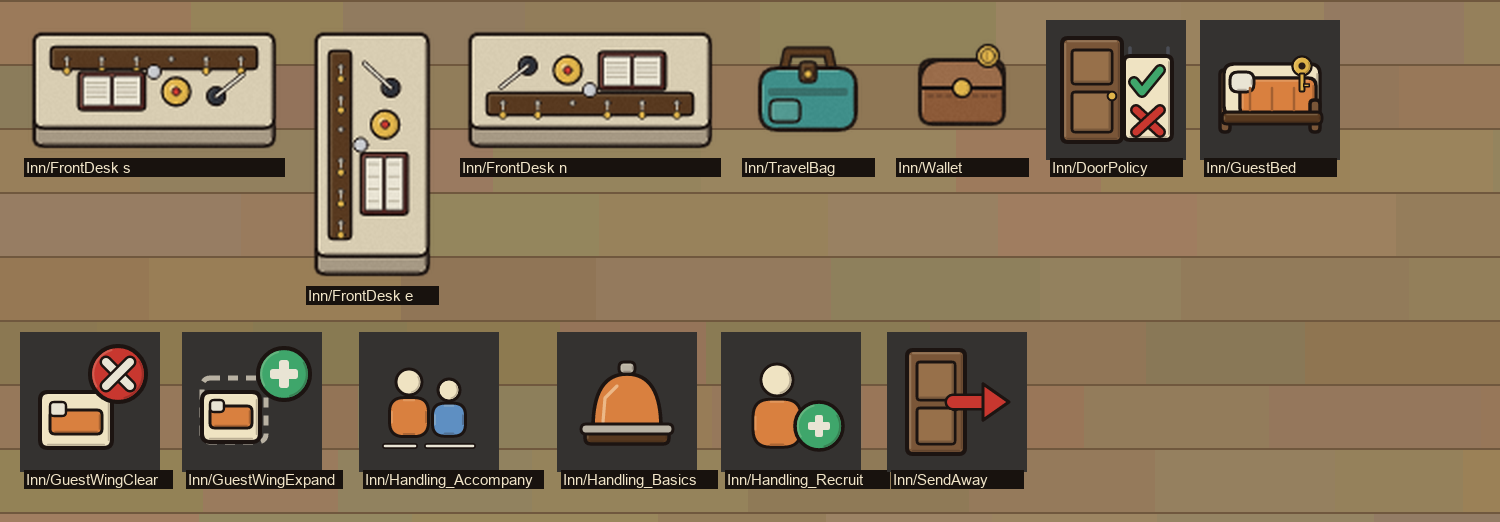 Inn/FrontDesk s
Inn/FrontDesk n
Inn/TravelBag
Inn/Wallet
Inn/DoorPolicy
Inn/GuestBed
Inn/FrontDesk e
Inn/GuestWingClear
Inn/GuestWingExpand
Inn/Handling_Accompany
Inn/Handling_Basics
Inn/Handling_Recruit
Inn/SendAway